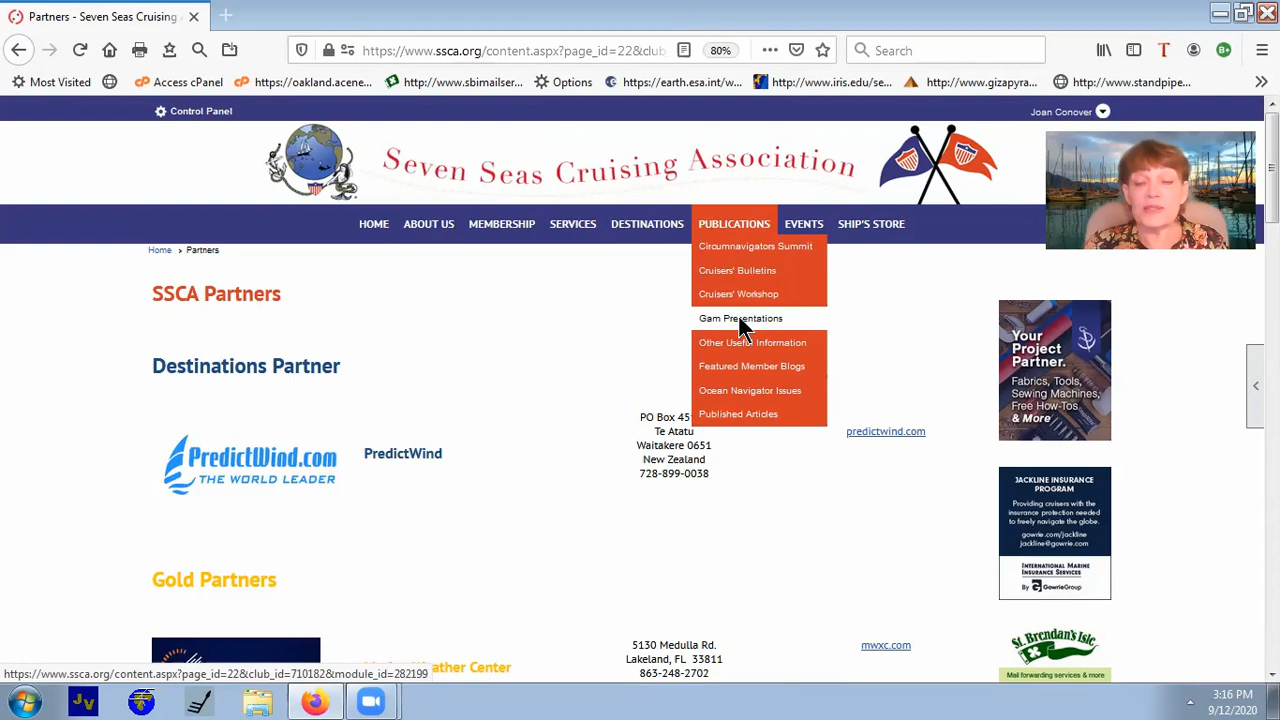 Partners - Seven Seas Cruising
https://www.ssca.org/content.aspx?page_id=22&club
80%
Search
Most Visited
Access cPanel
https://oakland.acene...
http://www.sbimailser...
Options
https://earth.esa.int/w...
http://www.iris.edu/se...
http://www.gizapyra...
http://www.standpipe...
Control Panel
Joan Conover
Seven Seas Cruising Association
HOME
ABOUT US
MEMBERSHIP
SERVICES
DESTINATIONS
PUBLICATIONS
EVENTS
SHIP'S STORE
Home
Partners
Circumnavigators Summit
Cruisers' Bulletins
Cruisers' Workshop
Gam Presentations
Other Useful Information
Featured Member Blogs
Ocean Navigator Issues
Published Articles
SSCA Partners
Destinations Partner
PredictWind.com
THE WORLD LEADER
PredictWind
PO Box 45
Te Atatu
Waitakere 0651
New Zealand
728-899-0038
predictwind.com
Your
Project
Partner.
Fabrics, Tools,
Sewing Machines,
Free How-Tos
& More
JACKLINE INSURANCE
PROGRAM
Providing cruisers with the
insurance protection needed
to freely navigate the globe.
gowrie.com/jackline
jackline@gowrie.com
INTERNATIONAL MARINE
INSURANCE SERVICES
By GowrieGroup
Gold Partners
5130 Medulla Rd.
Lakeland, FL 33811
863-248-2702
mwxc.com
Weather Center
St. Brendan's Isle
Mail forwarding services & more
https://www.ssca.org/content.aspx?page_id=22&club_id=710182&module_id=282199
JV
3:16 PM
9/12/2020